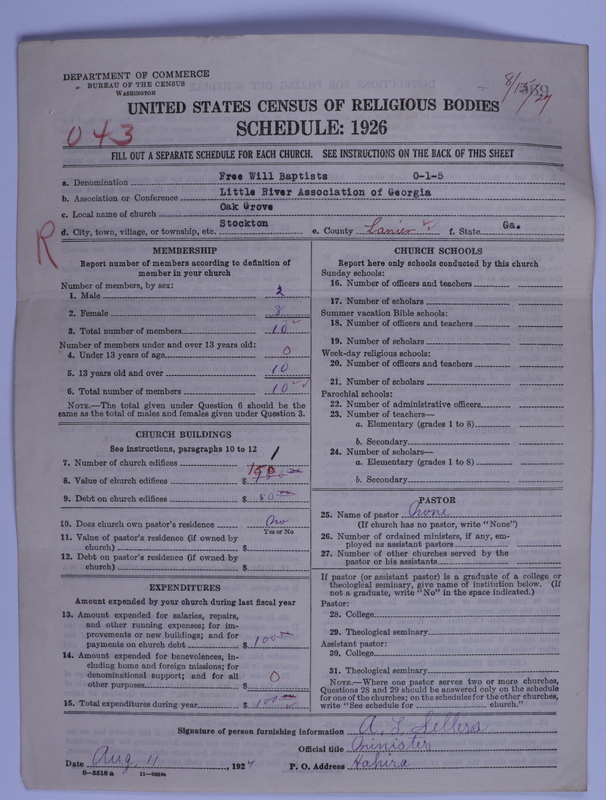 DEPARTMENT OF COMMERCE
BUREAU OF THE CENSUS
WASHINGTON
8/13/27
UNITED STATES CENSUS OF RELIGIOUS BODIES
043
SCHEDULE: 1926
FILL OUT A SEPARATE SCHEDULE FOR EACH CHURCH. SEE INSTRUCTIONS ON THE BACK OF THIS SHEET
a. Denomination Free Will Baptists 0-1-5
b. Association or Conference Little River Association of Georgia
c. Local name of church Oak Grove
d. City, town, village, or township, etc. Stockton e. County Lanier f. State Ga.
R
MEMBERSHIP
Report number of members according to definition of
member in your church
Number of members, by sex:
1. Male 2
2. Female 8
3. Total number of members 10
Number of members under and over 13 years old:
4. Under 13 years of age 0
5. 13 years old and over 10
6. Total number of members 10
NOTE.—The total given under Question 6 should be the
same as the total of males and females given under Question 3.
CHURCH BUILDINGS
See instructions, paragraphs 10 to 12
7. Number of church edifices 1
8. Value of church edifices $ 150
9. Debt on church edifices $
10. Does church own pastor's residence No
Yes or No
11. Value of pastor's residence (if owned by
church) $
12. Debt on pastor's residence (if owned by
church) $
EXPENDITURES
Amount expended by your church during last fiscal year
13. Amount expended for salaries, repairs,
and other running expenses; for im-
provements or new buildings; and for
payments on church debt $ 100.00
14. Amount expended for benevolences, in-
cluding home and foreign missions; for
denominational support; and for all
other purposes $ 0
15. Total expenditures during year $ 100.00
CHURCH SCHOOLS
Report here only schools conducted by this church
Sunday schools:
16. Number of officers and teachers
17. Number of scholars
Summer vacation Bible schools:
18. Number of officers and teachers
19. Number of scholars
Week-day religious schools:
20. Number of officers and teachers
21. Number of scholars
Parochial schools:
22. Number of administrative officers
23. Number of teachers—
a. Elementary (grades 1 to 8)
b. Secondary
24. Number of scholars—
a. Elementary (grades 1 to 8)
b. Secondary
PASTOR
25. Name of pastor None
(If church has no pastor, write "None")
26. Number of ordained ministers, if any, em-
ployed as assistant pastors
27. Number of other churches served by the
pastor or his assistants
If pastor (or assistant pastor) is a graduate of a college or
theological seminary, give name of institution below. (If
not a graduate, write "No" in the space indicated.)
Pastor:
28. College
29. Theological seminary
Assistant pastor:
30. College
31. Theological seminary
NOTE.—Where one pastor serves two or more churches,
Questions 28 and 29 should be answered only on the schedule
for one of the churches; on the schedules for the other churches,
write "See schedule for church."
Signature of person furnishing information A. L. Sellers
Official title Minister
Date Aug. 11, 1927 P. O. Address Hahira
8-5518 a 11-9024a